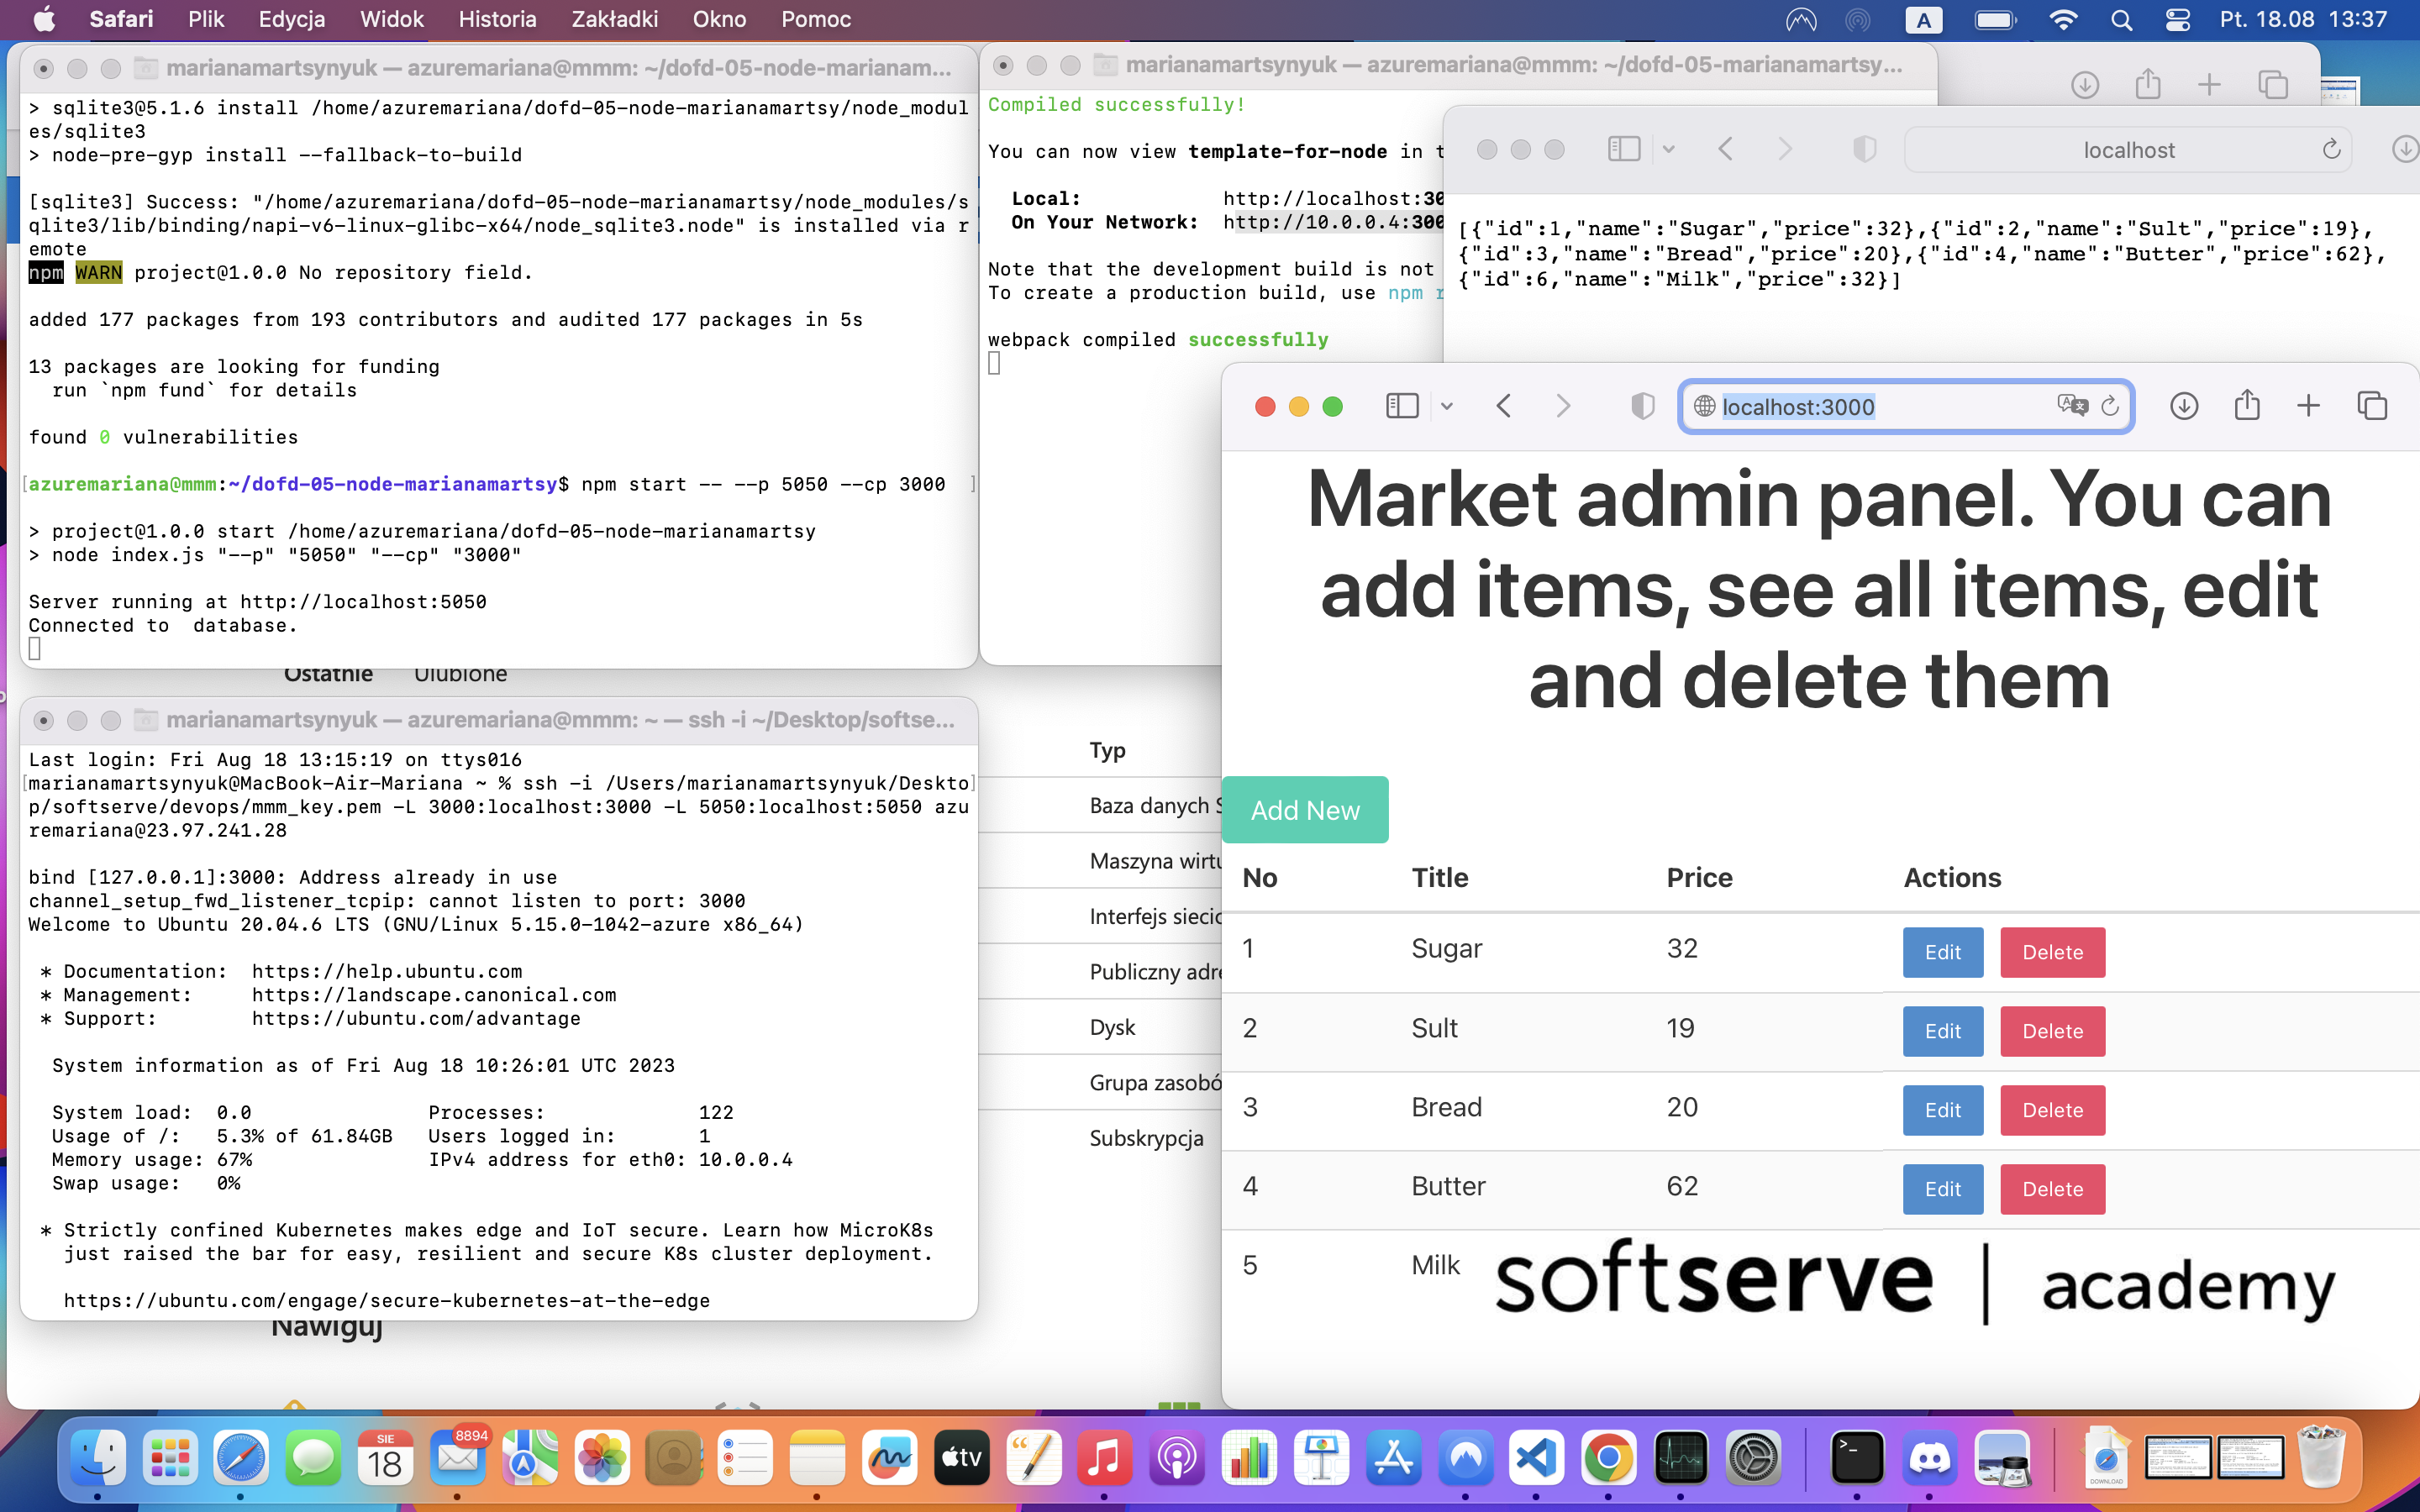 Safari Plik Edycja Widok Historia Zakładki Okno Pomoc A Pt. 18.08 13:37
marianamartsynyuk — azuremariana@mmm: ~/dofd-05-node-marianam...
> sqlite3@5.1.6 install /home/azuremariana/dofd-05-node-marianamartsy/node_modul
es/sqlite3
> node-pre-gyp install --fallback-to-build
[sqlite3] Success: "/home/azuremariana/dofd-05-node-marianamartsy/node_modules/s
qlite3/lib/binding/napi-v6-linux-glibc-x64/node_sqlite3.node" is installed via r
emote
npm WARN project@1.0.0 No repository field.
added 177 packages from 193 contributors and audited 177 packages in 5s
13 packages are looking for funding
run `npm fund` for details
found 0 vulnerabilities
[azuremariana@mmm:~/dofd-05-node-marianamartsy$ npm start -- --p 5050 --cp 3000 ]
> project@1.0.0 start /home/azuremariana/dofd-05-node-marianamartsy
> node index.js "--p" "5050" "--cp" "3000"
Server running at http://localhost:5050
Connected to  database.
marianamartsynyuk — azuremariana@mmm: ~/dofd-05-marianamartsy...
Compiled successfully!
You can now view template-for-node in t
Local: http://localhost:30
On Your Network: http://10.0.0.4:300
Note that the development build is not
To create a production build, use npm r
webpack compiled successfully
localhost
[{"id":1,"name":"Sugar","price":32},{"id":2,"name":"Sult","price":19},
{"id":3,"name":"Bread","price":20},{"id":4,"name":"Butter","price":62},
{"id":6,"name":"Milk","price":32}]
Ostatnie Ulubione
marianamartsynyuk — azuremariana@mmm: ~ — ssh -i ~/Desktop/softse...
Last login: Fri Aug 18 13:15:19 on ttys016
[marianamartsynyuk@MacBook-Air-Mariana ~ % ssh -i /Users/marianamartsynyuk/Deskto]
p/softserve/devops/mmm_key.pem -L 3000:localhost:3000 -L 5050:localhost:5050 azu
remariana@23.97.241.28
bind [127.0.0.1]:3000: Address already in use
channel_setup_fwd_listener_tcpip: cannot listen to port: 3000
Welcome to Ubuntu 20.04.6 LTS (GNU/Linux 5.15.0-1042-azure x86_64)
* Documentation: https://help.ubuntu.com
* Management: https://landscape.canonical.com
* Support: https://ubuntu.com/advantage
System information as of Fri Aug 18 10:26:01 UTC 2023
System load: 0.0 Processes: 122
Usage of /: 5.3% of 61.84GB Users logged in: 1
Memory usage: 67% IPv4 address for eth0: 10.0.0.4
Swap usage: 0%
* Strictly confined Kubernetes makes edge and IoT secure. Learn how MicroK8s
just raised the bar for easy, resilient and secure K8s cluster deployment.
https://ubuntu.com/engage/secure-kubernetes-at-the-edge
Nawiguj
Typ
Baza danych S
Maszyna wirtu
Interfejs siecio
Publiczny adre
Dysk
Grupa zasobó
Subskrypcja
localhost:3000
Market admin panel. You can
add items, see all items, edit
and delete them
Add New
No Title Price Actions
1 Sugar 32 Edit Delete
2 Sult 19 Edit Delete
3 Bread 20 Edit Delete
4 Butter 62 Edit Delete
5 Milk
softserve | academy
SIE
18
8894
tv
>_
DOWNLOAD